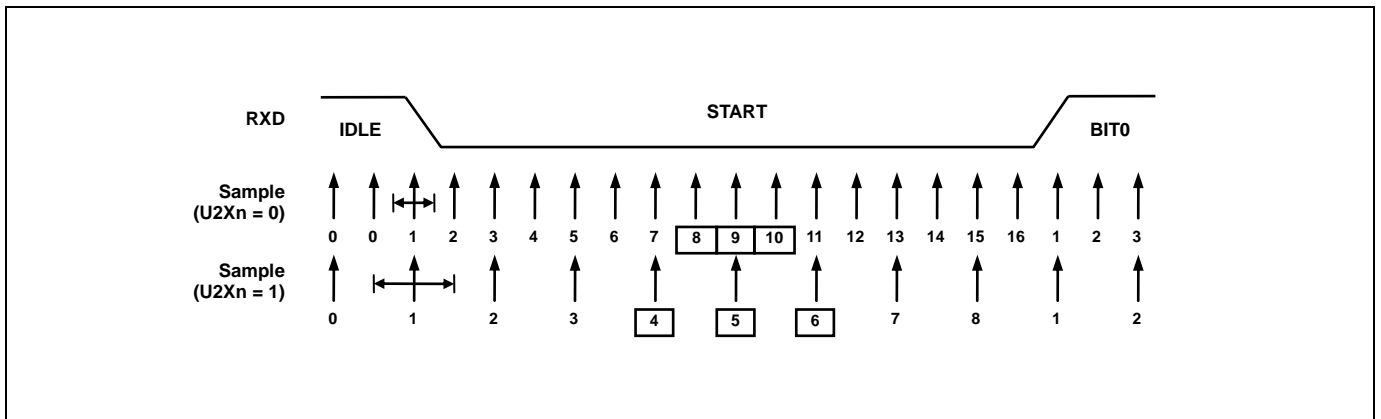 RXD IDLE START BIT0
Sample
(U2Xn = 0)
0 0 1 2 3 4 5 6 7 8 9 10 11 12 13 14 15 16 1 2 3
Sample
(U2Xn = 1)
0 1 2 3 4 5 6 7 8 1 2